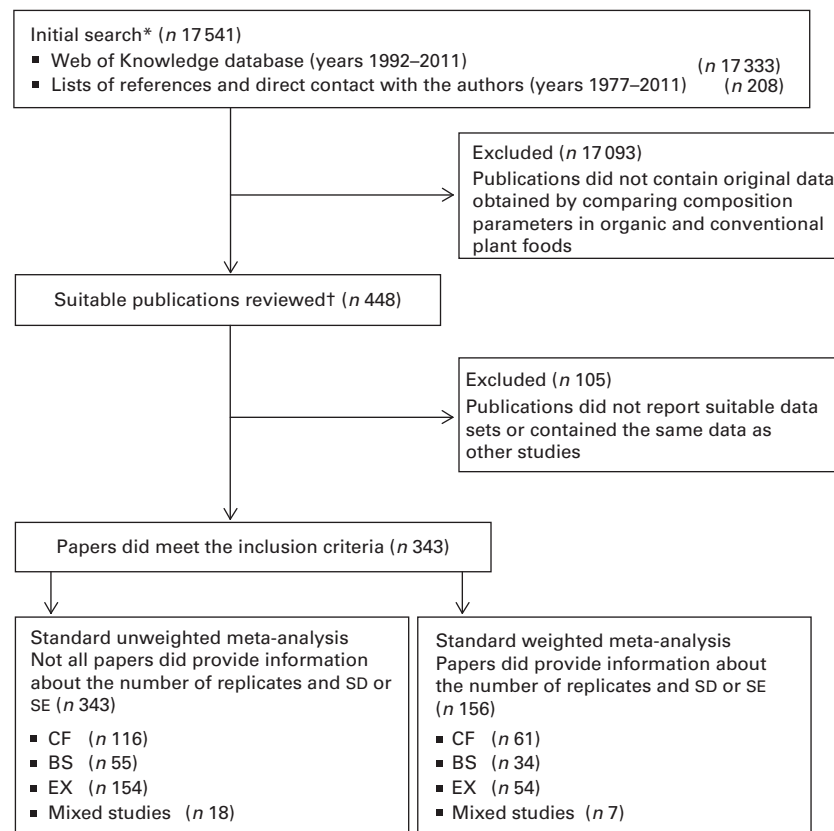 Initial search* (n 17 541)
▪ Web of Knowledge database (years 1992–2011) (n 17 333)
▪ Lists of references and direct contact with the authors (years 1977–2011) (n 208)
Excluded (n 17 093)
Publications did not contain original data
obtained by comparing composition
parameters in organic and conventional
plant foods
Suitable publications reviewed† (n 448)
Excluded (n 105)
Publications did not report suitable data
sets or contained the same data as
other studies
Papers did meet the inclusion criteria (n 343)
Standard unweighted meta-analysis
Not all papers did provide information
about the number of replicates and SD or
SE (n 343)
▪ CF (n 116)
▪ BS (n 55)
▪ EX (n 154)
▪ Mixed studies (n 18)
Standard weighted meta-analysis
Papers did provide information about
the number of replicates and SD or SE
(n 156)
▪ CF (n 61)
▪ BS (n 34)
▪ EX (n 54)
▪ Mixed studies (n 7)